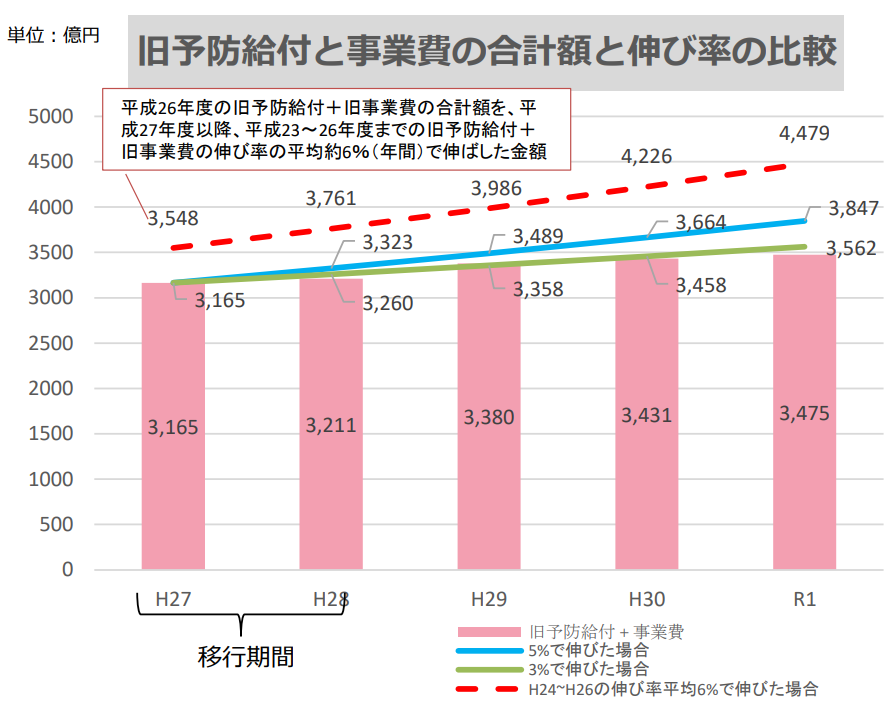 単位：億円
旧予防給付と事業費の合計額と伸び率の比較
平成26年度の旧予防給付＋旧事業費の合計額を、平
成27年度以降、平成23～26年度までの旧予防給付＋
旧事業費の伸び率の平均約6%（年間）で伸ばした金額
5000
4500
4000
3500
3000
2500
2000
1500
1000
500
0
3,548
3,761
3,986
4,226
4,479
3,323
3,489
3,664
3,847
3,165
3,260
3,358
3,458
3,562
3,165
3,211
3,380
3,431
3,475
H27
H28
H29
H30
R1
移行期間
旧予防給付＋事業費
5%で伸びた場合
3%で伸びた場合
H24~H26の伸び率平均6%で伸びた場合